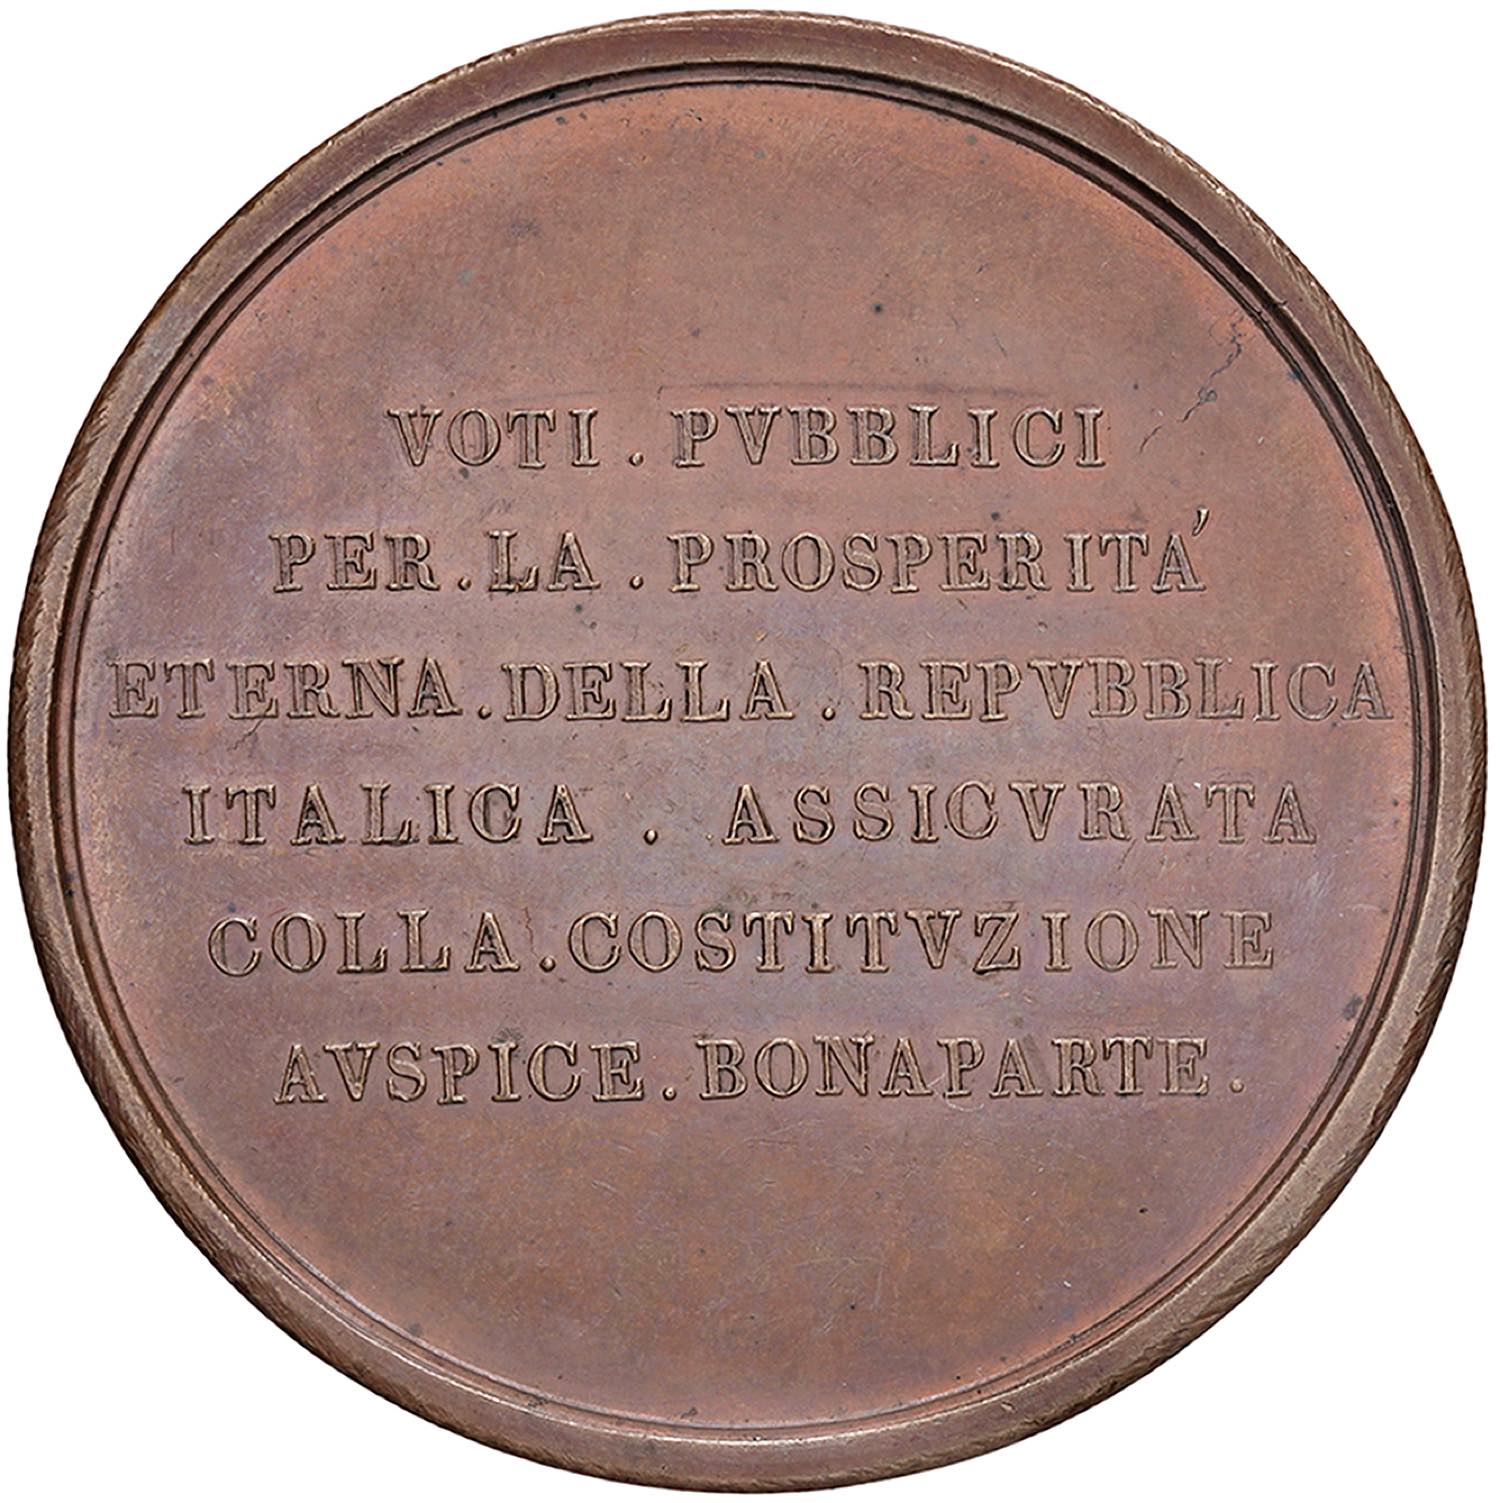 VOTI . PVBBLICI
PER . LA . PROSPERITA'
ETERNA . DELLA . REPVBBLICA
ITALICA . ASSICVRATA
COLLA . COSTITVZIONE
AVSPICE . BONAPARTE .